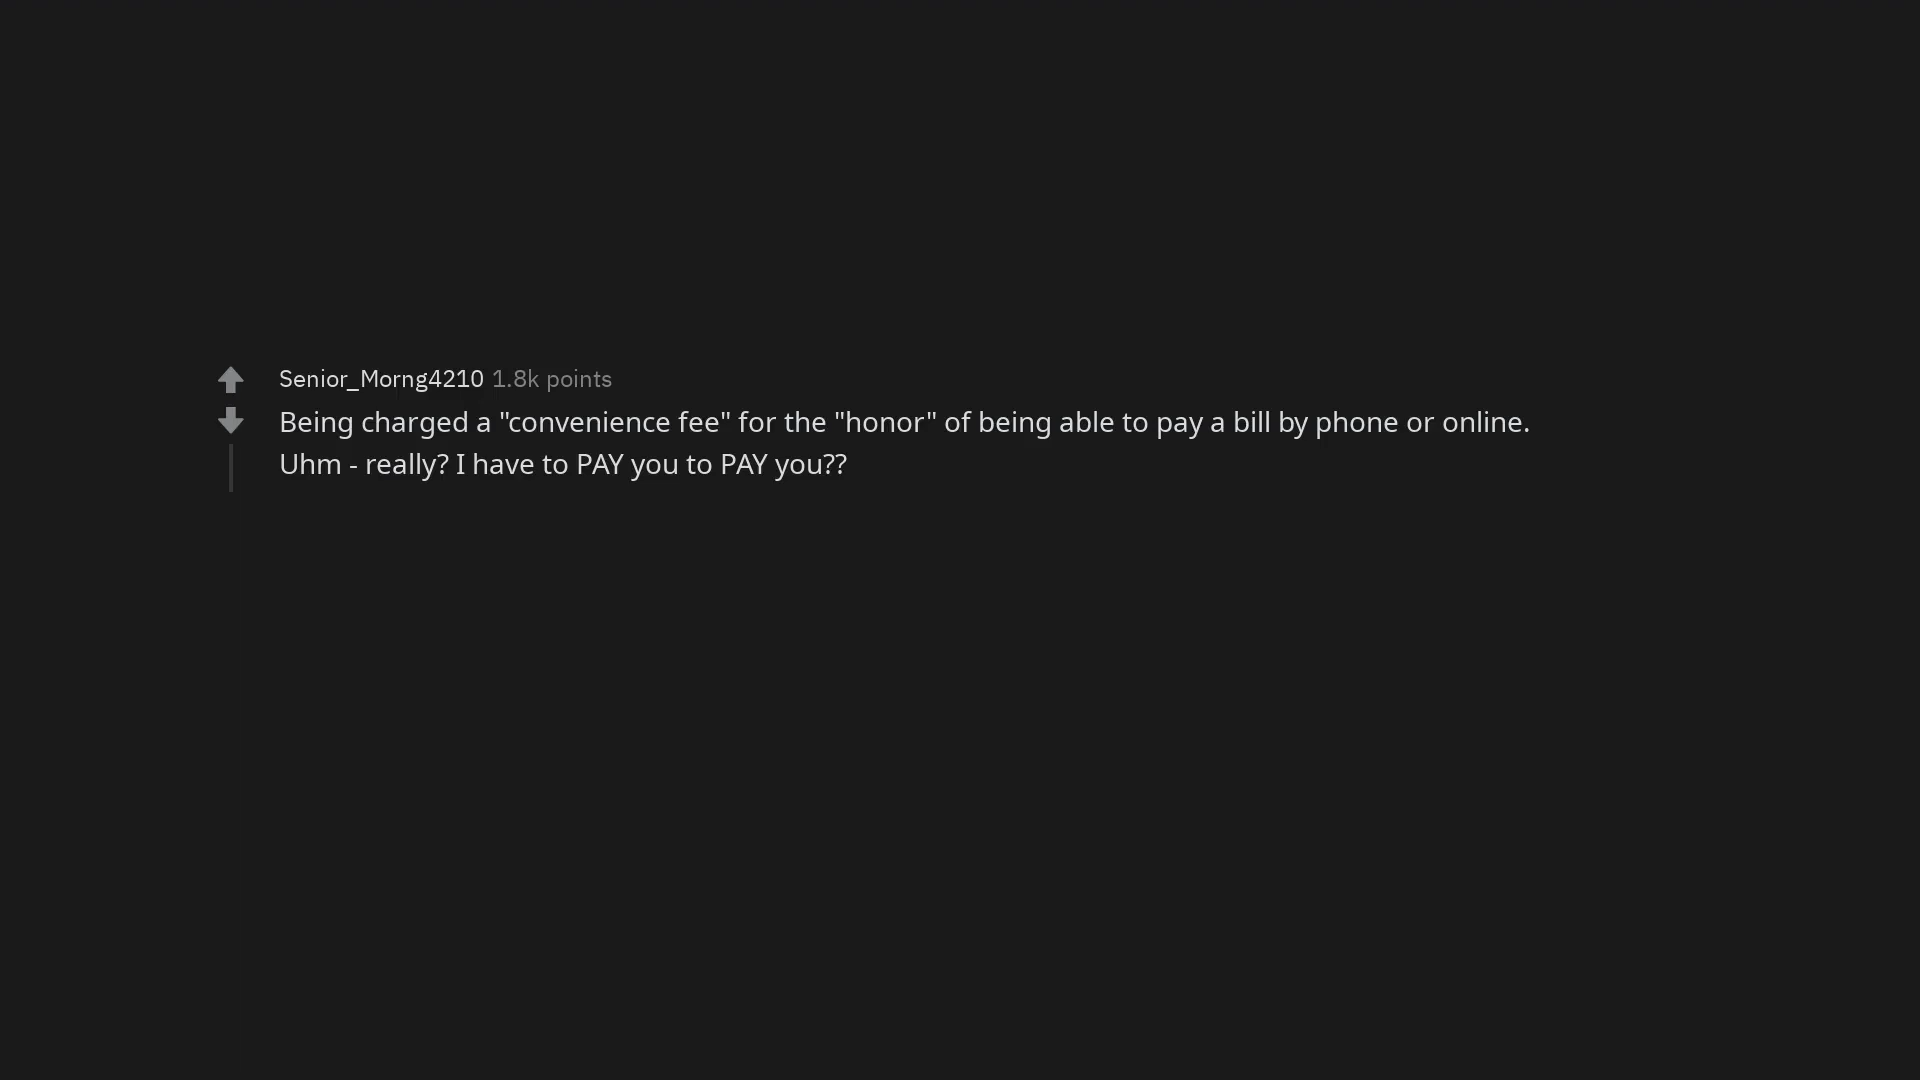 Senior_Morng4210 1.8k points
Being charged a "convenience fee" for the "honor" of being able to pay a bill by phone or online.
Uhm - really? I have to PAY you to PAY you??